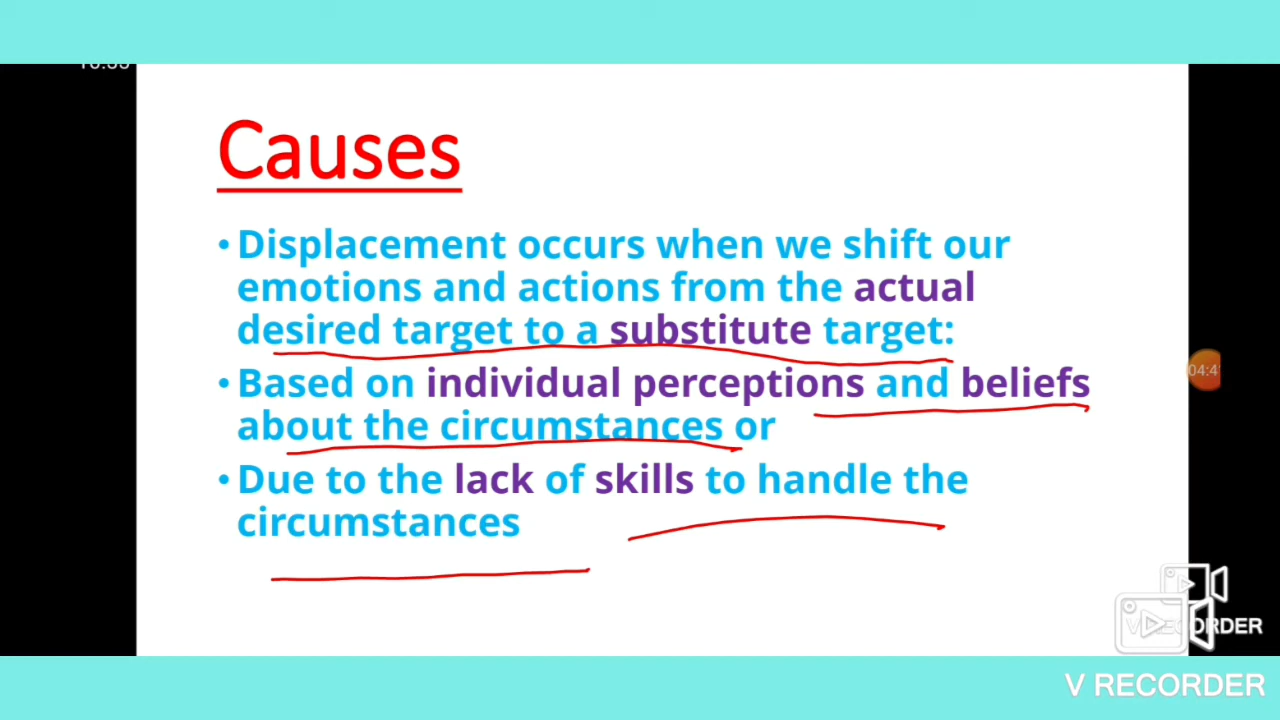 Causes
• Displacement occurs when we shift our
emotions and actions from the actual
desired target to a substitute target:
• Based on individual perceptions and beliefs
about the circumstances or
• Due to the lack of skills to handle the
circumstances
04:41
V RECORDER